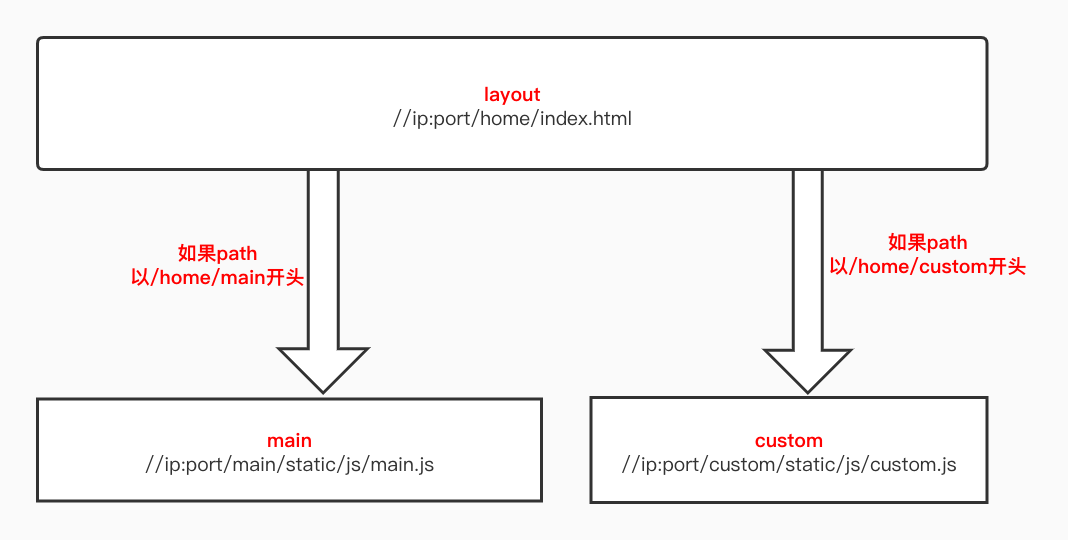 layout
//ip:port/home/index.html
如果path
以/home/main开头
如果path
以/home/custom开头
main
//ip:port/main/static/js/main.js
custom
//ip:port/custom/static/js/custom.js